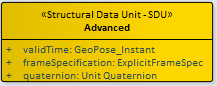 «Structural Data Unit - SDU»
Advanced
+ validTime: GeoPose_Instant
+ frameSpecification: ExplicitFrameSpec
+ quaternion: Unit Quaternion